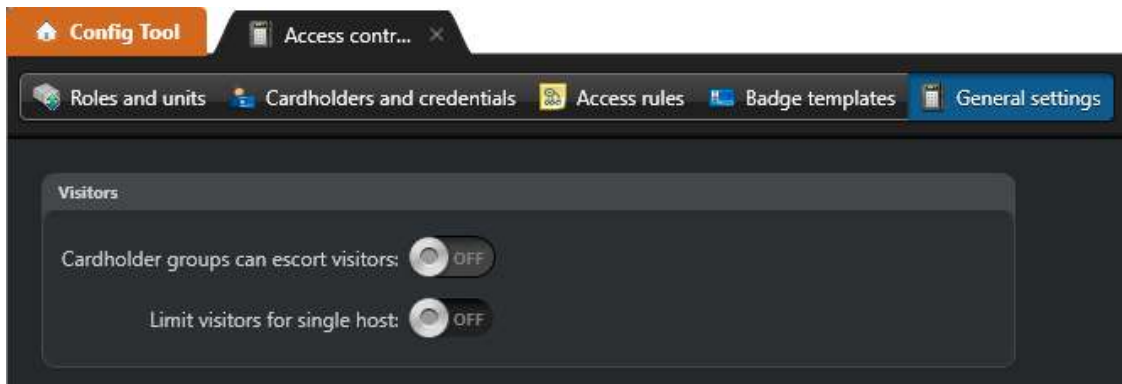 Config Tool
Access contr...
Roles and units Cardholders and credentials Access rules Badge templates General settings
Visitors
Cardholder groups can escort visitors: OFF
Limit visitors for single host: OFF